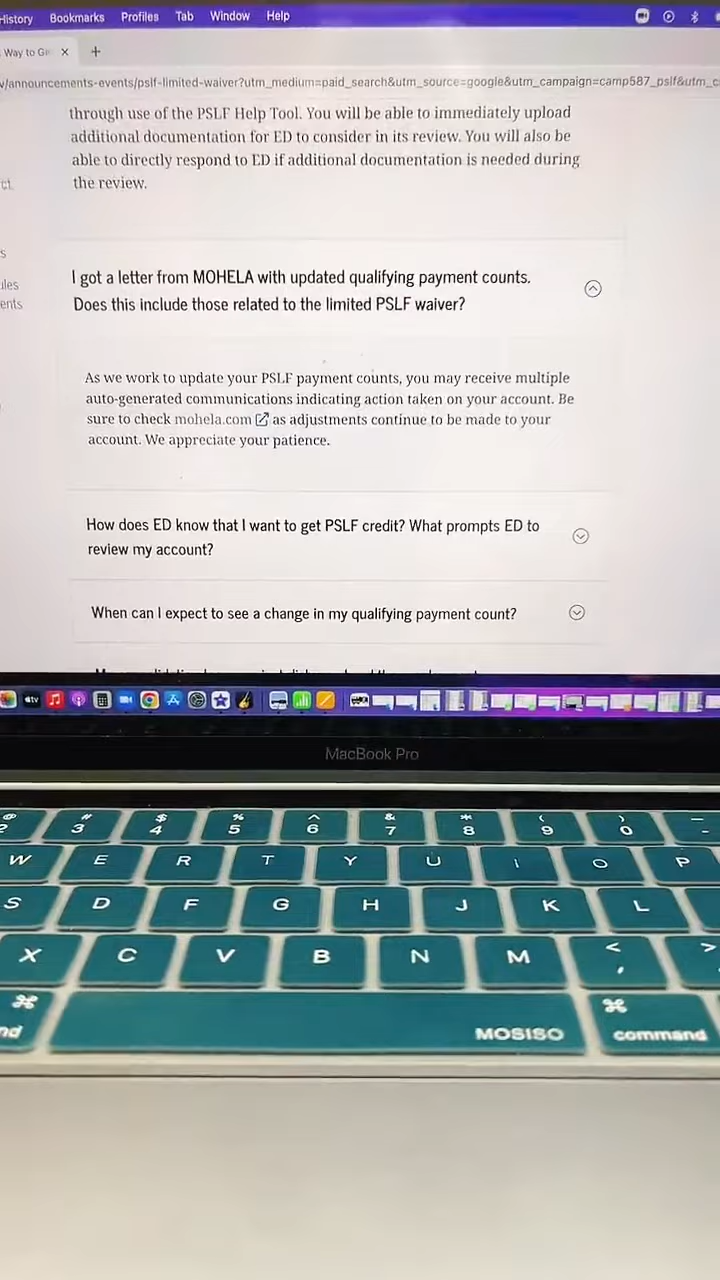 History Bookmarks Profiles Tab Window Help
Way to G
v/announcements-events/pslf-limited-waiver?utm_medium=paid_search&utm_source=google&utm_campaign=camp587_pslf&utm_c
through use of the PSLF Help Tool. You will be able to immediately upload
additional documentation for ED to consider in its review. You will also be
able to directly respond to ED if additional documentation is needed during
the review.
ct
s
ules
ents
I got a letter from MOHELA with updated qualifying payment counts.
Does this include those related to the limited PSLF waiver?
As we work to update your PSLF payment counts, you may receive multiple
auto-generated communications indicating action taken on your account. Be
sure to check mohela.com as adjustments continue to be made to your
account. We appreciate your patience.
How does ED know that I want to get PSLF credit? What prompts ED to
review my account?
When can I expect to see a change in my qualifying payment count?
tv
MacBook Pro
@ # $ % ^ & * ( ) _
2 3 4 5 6 7 8 9 0 -
W E R T Y U I O P
S D F G H J K L
X C V B N M < >
,
⌘ ⌘
nd MOSISO command